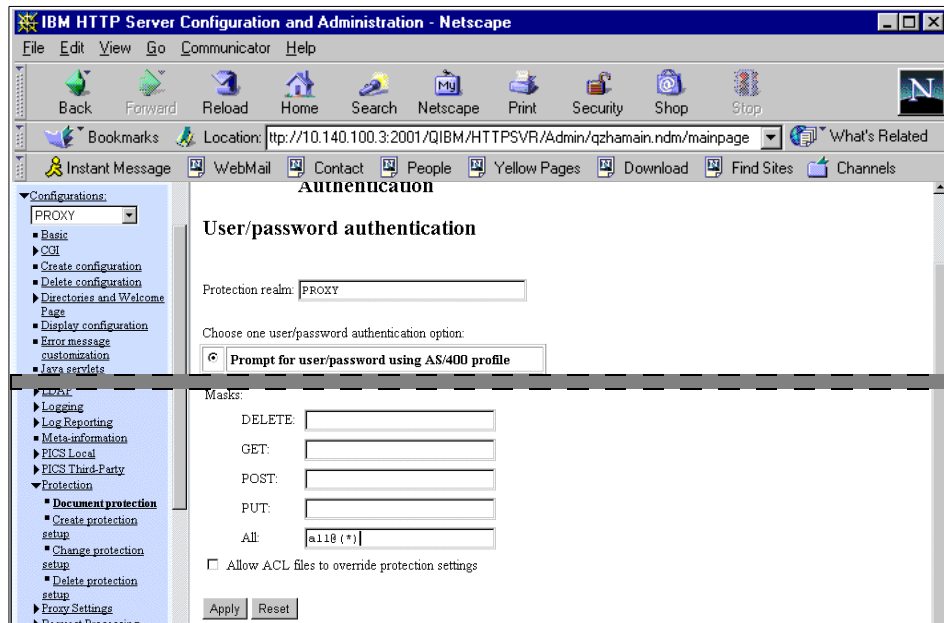 IBM HTTP Server Configuration and Administration - Netscape
File Edit View Go Communicator Help
My
Back Forward Reload Home Search Netscape Print Security Shop Stop
N
Bookmarks Location: ttp://10.140.100.3:2001/QIBM/HTTPSVR/Admin/qzhamain.ndm/mainpage What's Related
Instant Message WebMail Contact People Yellow Pages Download Find Sites Channels
Configurations:
PROXY
Basic
CGI
Create configuration
Delete configuration
Directories and Welcome
Page
Display configuration
Error message
customization
Java servlets
LDAP
Logging
Log Reporting
Meta-information
PICS Local
PICS Third-Party
Protection
Document protection
Create protection
setup
Change protection
setup
Delete protection
setup
Proxy Settings
Request Processing
Authentication
User/password authentication
Protection realm: PROXY
Choose one user/password authentication option:
Prompt for user/password using AS/400 profile
Masks:
DELETE:
GET:
POST:
PUT:
All: all@(*)
Allow ACL files to override protection settings
Apply Reset